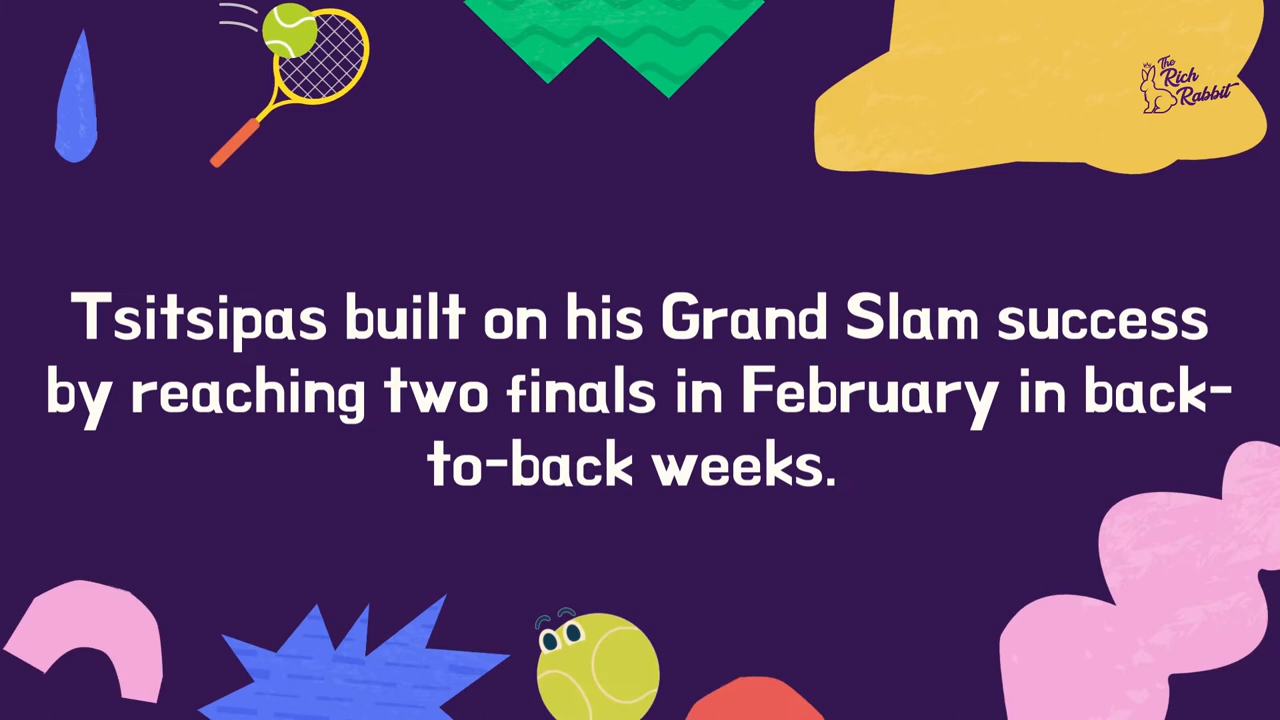 The
Rich
Rabbit
Tsitsipas built on his Grand Slam success
by reaching two finals in February in back-
to-back weeks.